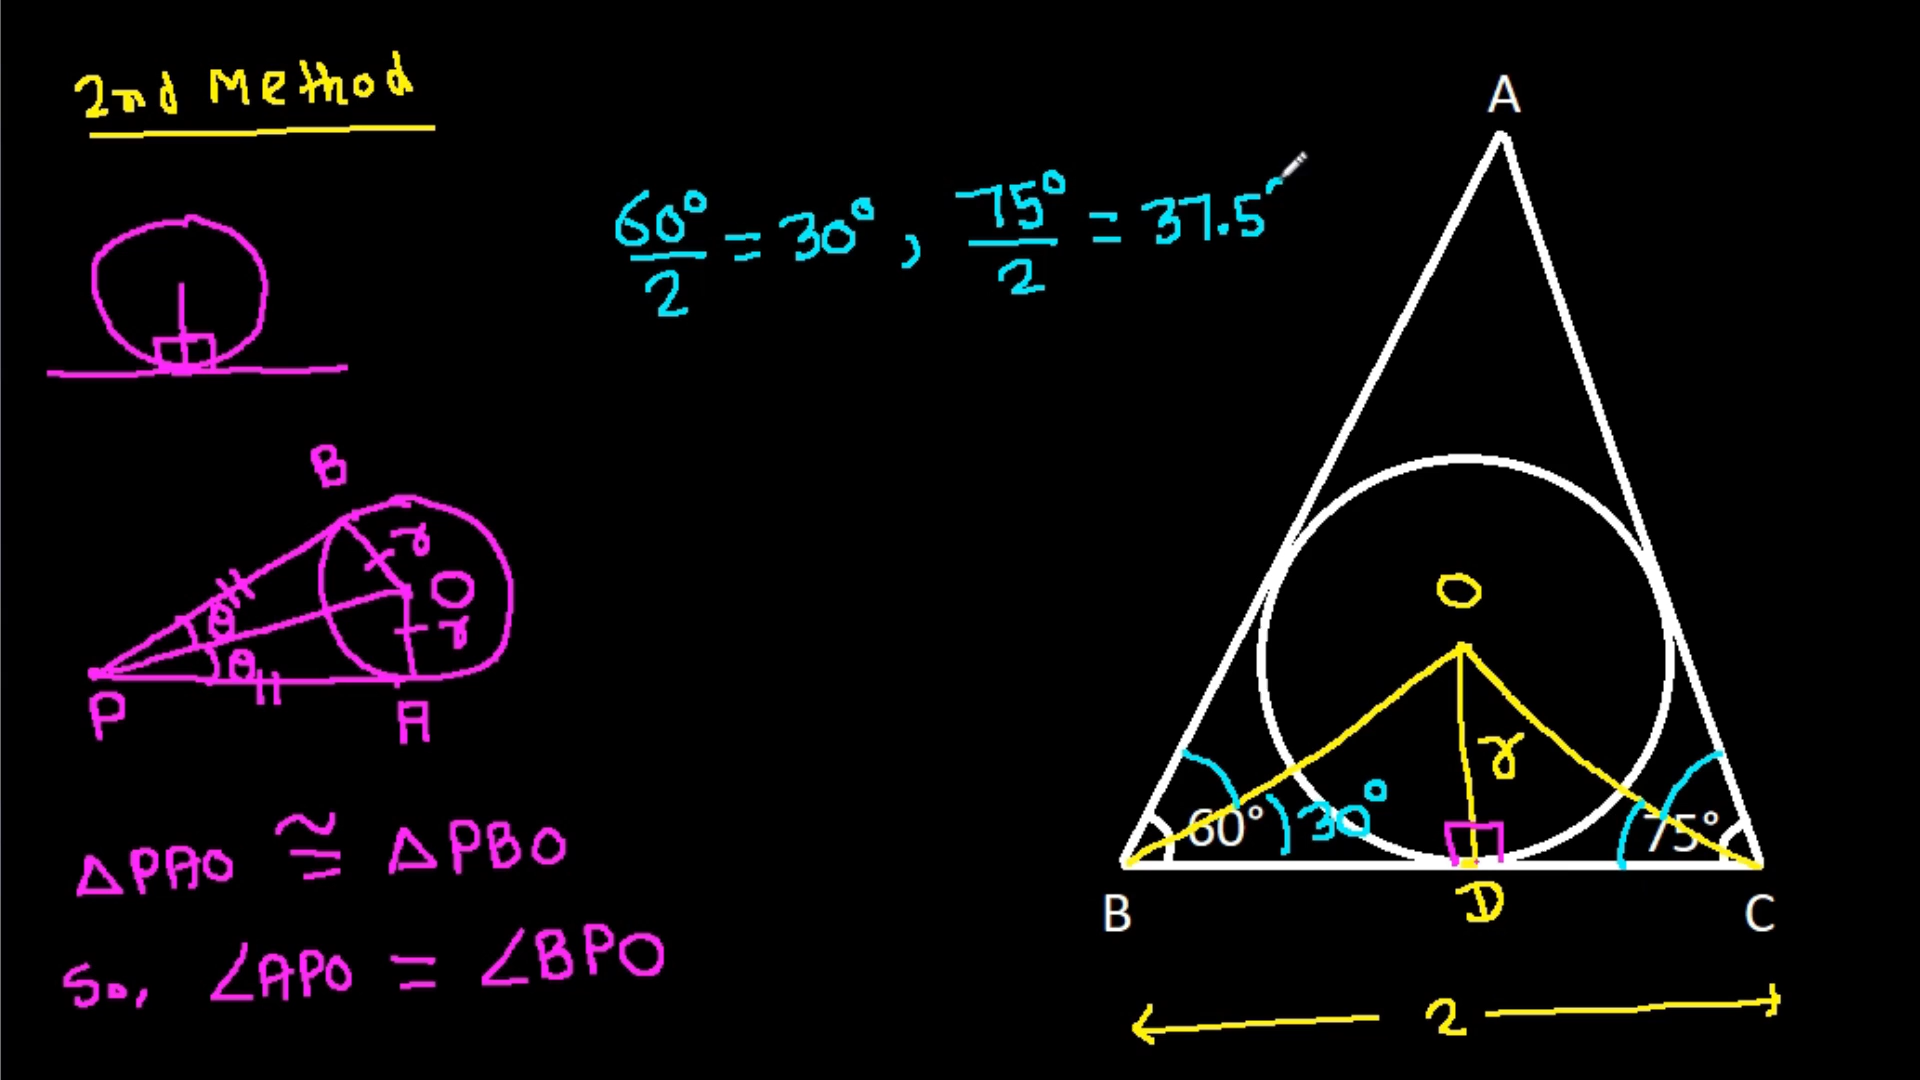 2nd Method
60°/2 = 30°, 75°/2 = 37.5°
A
B
r
O
r
θ
θ
P
A
O
r
60°
30°
75°
D
B
C
2
ΔPAO ≅ ΔPBO
So, ∠APO = ∠BPO